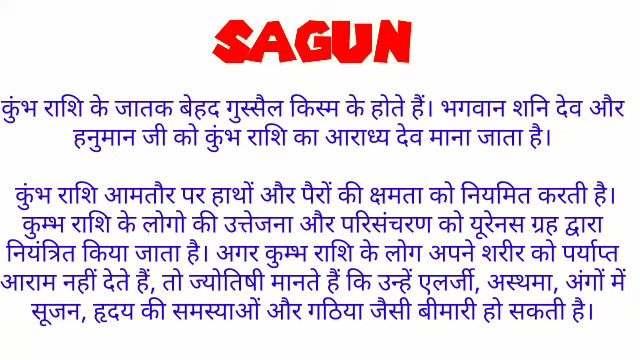 SAGUN
कुंभ राशि के जातक बेहद गुस्सैल किस्म के होते हैं। भगवान शनि देव और
हनुमान जी को कुंभ राशि का आराध्य देव माना जाता है।
कुंभ राशि आमतौर पर हाथों और पैरों की क्षमता को नियमित करती है।
कुम्भ राशि के लोगो की उत्तेजना और परिसंचरण को यूरेनस ग्रह द्वारा
नियंत्रित किया जाता है। अगर कुम्भ राशि के लोग अपने शरीर को पर्याप्त
आराम नहीं देते हैं, तो ज्योतिषी मानते हैं कि उन्हें एलर्जी, अस्थमा, अंगों में
सूजन, हृदय की समस्याओं और गठिया जैसी बीमारी हो सकती है।